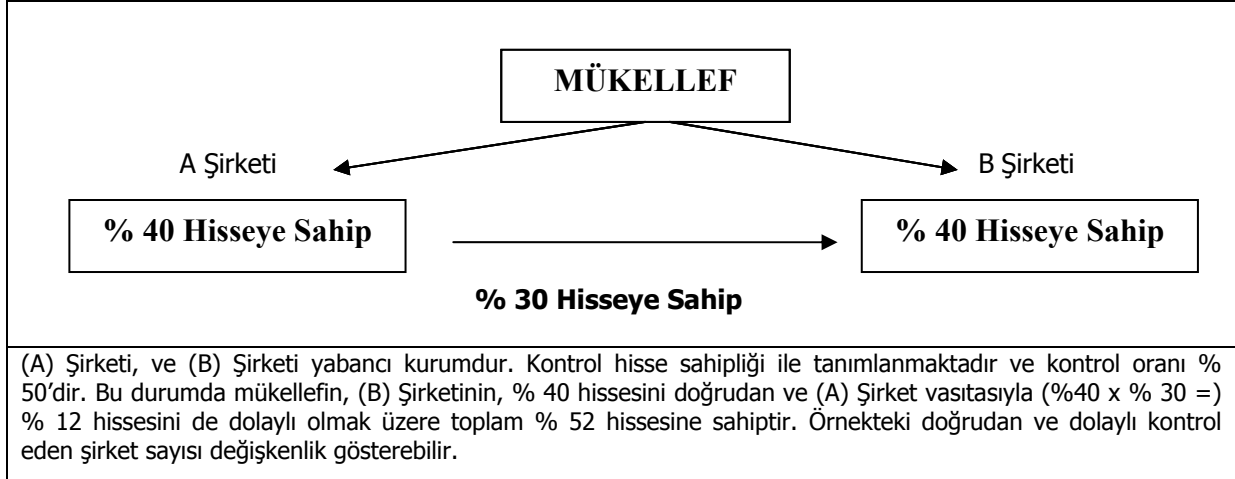 MÜKELLEF
A Şirketi
B Şirketi
% 40 Hisseye Sahip
% 40 Hisseye Sahip
% 30 Hisseye Sahip
(A) Şirketi, ve (B) Şirketi yabancı kurumdur. Kontrol hisse sahipliği ile tanımlanmaktadır ve kontrol oranı %
50’dir. Bu durumda mükellefin, (B) Şirketinin, % 40 hissesini doğrudan ve (A) Şirket vasıtasıyla (%40 x % 30 =)
% 12 hissesini de dolaylı olmak üzere toplam % 52 hissesine sahiptir. Örnekteki doğrudan ve dolaylı kontrol
eden şirket sayısı değişkenlik gösterebilir.